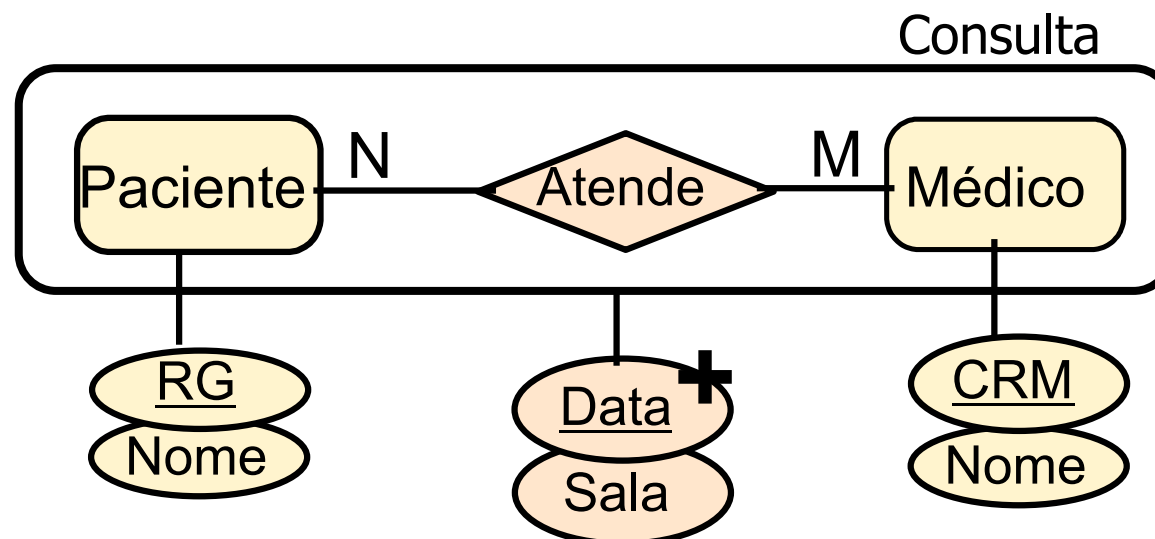 Consulta
Paciente N Atende M Médico
RG Data + CRM
Nome Sala Nome